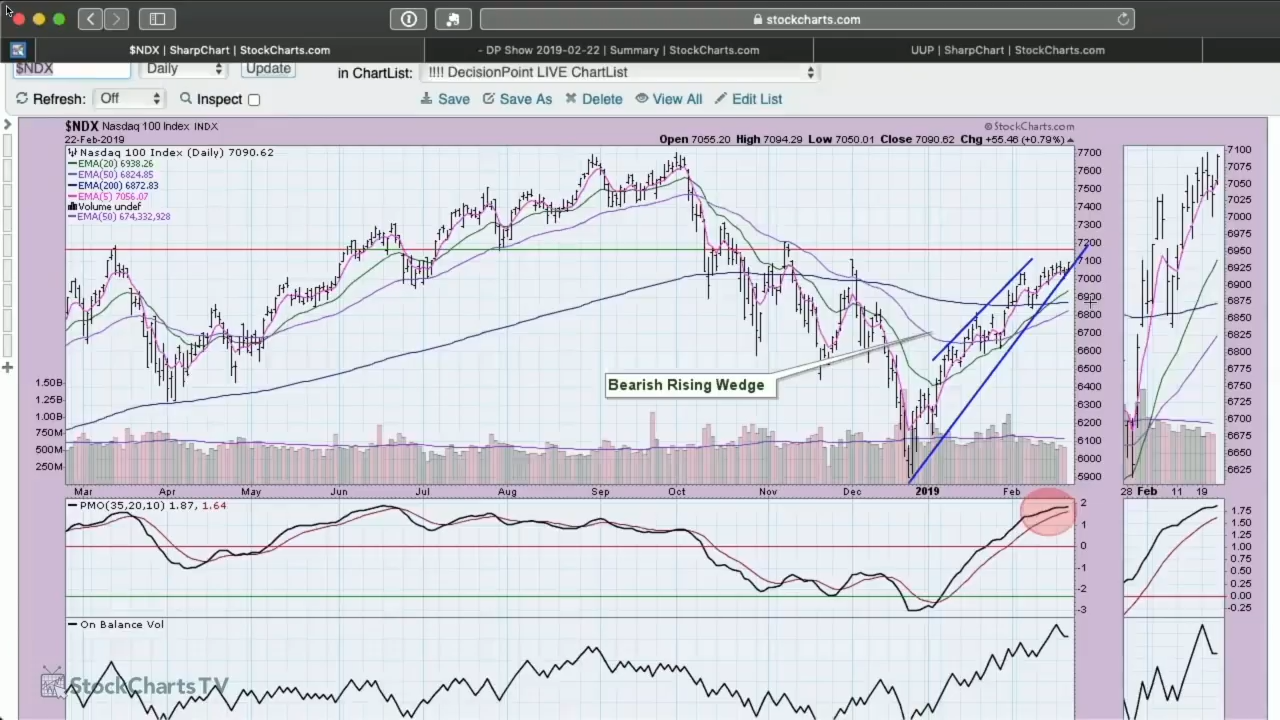 stockcharts.com
$NDX | SharpChart | StockCharts.com
- DP Show 2019-02-22 | Summary | StockCharts.com
UUP | SharpChart | StockCharts.com
$NDX Daily Update in ChartList: !!!! DecisionPoint LIVE ChartList
Refresh: Off Inspect Save Save As Delete View All Edit List
$NDX Nasdaq 100 Index INDX
© StockCharts.com
22-Feb-2019
Open 7055.20 High 7094.29 Low 7050.01 Close 7090.62 Chg +55.46 (+0.79%)
Nasdaq 100 Index (Daily) 7090.62
EMA(20) 6938.26
EMA(50) 6824.85
EMA(200) 6872.83
EMA(5) 7056.07
Volume undef
EMA(50) 674,332,928
7700
7600
7500
7400
7300
7200
7100
7000
6900
6800
6700
6600
6500
6400
6300
6200
6100
6000
5900
7100
7075
7050
7025
7000
6975
6950
6925
6900
6875
6850
6825
6800
6775
6750
6725
6700
6675
6650
6625
Bearish Rising Wedge
1.50B
1.25B
1.00B
750M
500M
250M
Mar Apr May Jun Jul Aug Sep Oct Nov Dec 2019 Feb
28 Feb 11 19
PMO(35,20,10) 1.87, 1.64
2
1
0
-1
-2
-3
1.75
1.50
1.25
1.00
0.75
0.50
0.25
0.00
-0.25
On Balance Vol
StockCharts TV